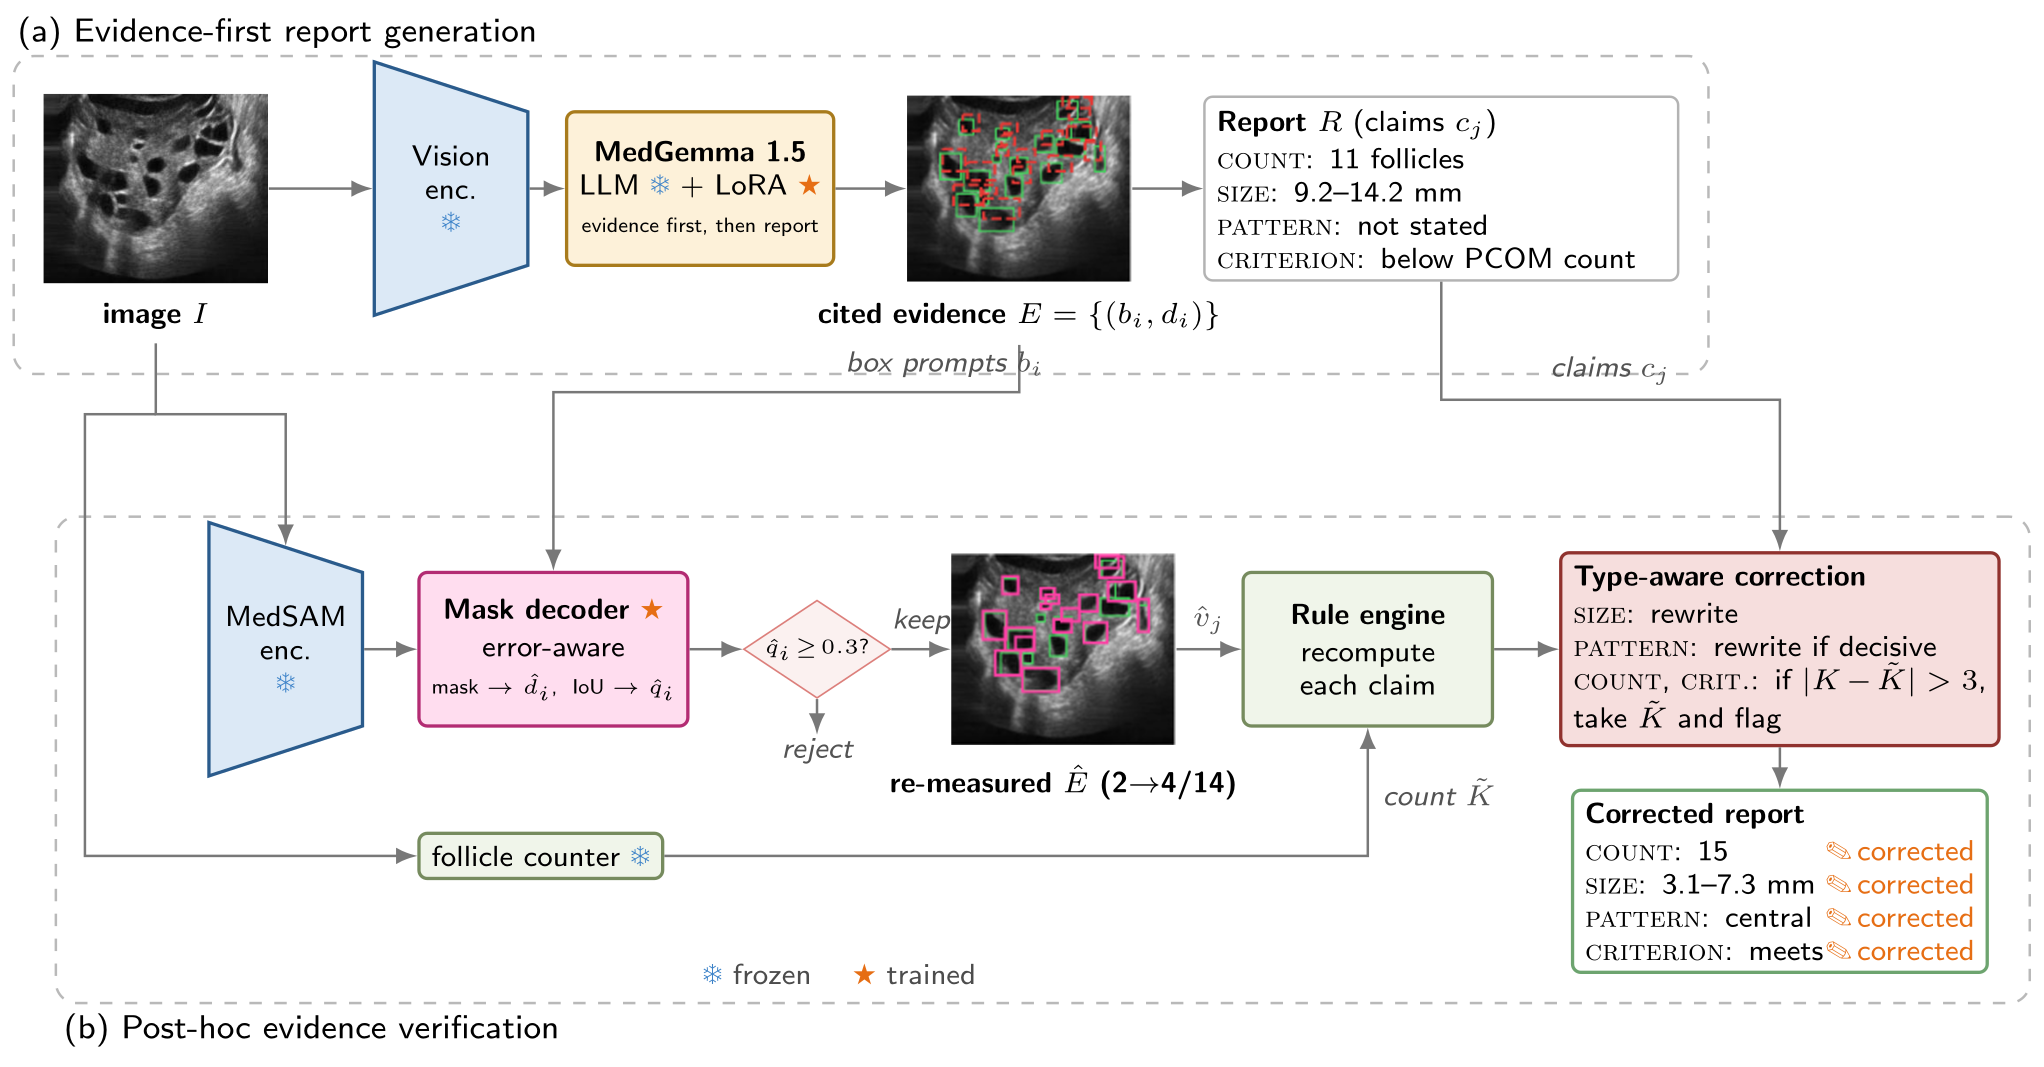 (a) Evidence-first report generation
Vision
enc.
❄
MedGemma 1.5
LLM ❄ + LoRA ★
evidence first, then report
Report R (claims c_j)
COUNT: 11 follicles
SIZE: 9.2–14.2 mm
PATTERN: not stated
CRITERION: below PCOM count
image I
cited evidence E = {(b_i, d_i)}
box prompts b_i
claims c_j
MedSAM
enc.
❄
Mask decoder ★
error-aware
mask → d̂_i, IoU → q̂_i
q̂_i ≥ 0.3?
keep
reject
re-measured Ê (2→4/14)
v̂_j
Rule engine
recompute
each claim
count K̃
Type-aware correction
SIZE: rewrite
PATTERN: rewrite if decisive
COUNT, CRIT.: if |K − K̃| > 3,
take K̃ and flag
follicle counter ❄
Corrected report
COUNT: 15 ✎ corrected
SIZE: 3.1–7.3 mm ✎ corrected
PATTERN: central ✎ corrected
CRITERION: meets ✎ corrected
❄ frozen ★ trained
(b) Post-hoc evidence verification